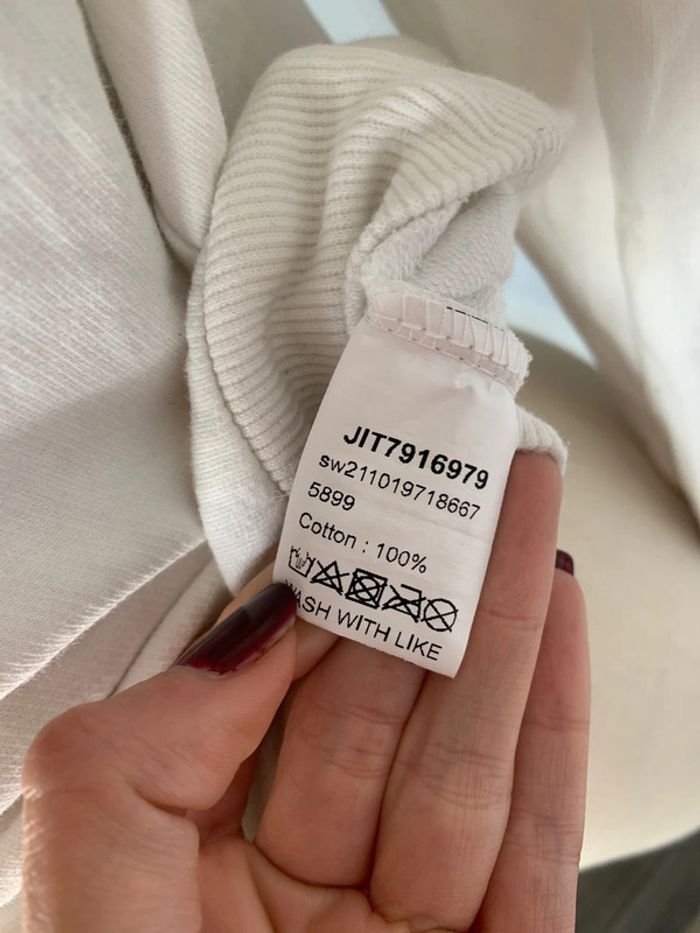 JIT7916979
sw211019718667
5899
Cotton : 100%
WASH WITH LIKE